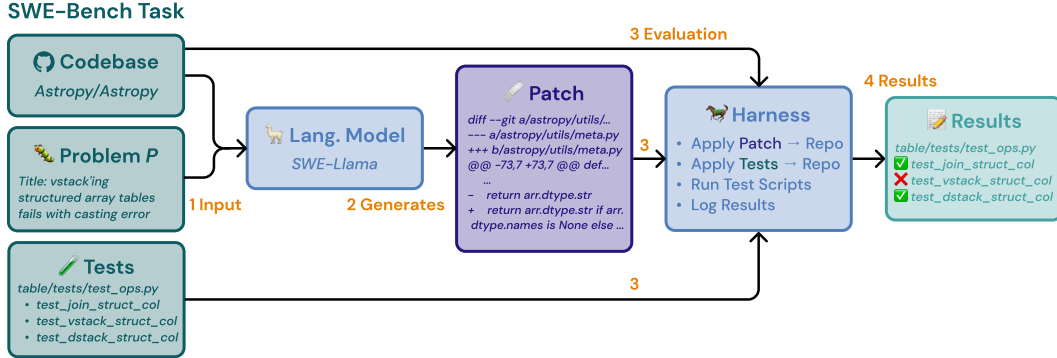 SWE-Bench Task
Codebase
Astropy/Astropy
Problem P
Title: vstack'ing
structured array tables
fails with casting error
Tests
table/tests/test_ops.py
• test_join_struct_col
• test_vstack_struct_col
• test_dstack_struct_col
1 Input
Lang. Model
SWE-Llama
2 Generates
Patch
diff --git a/astropy/utils/...
--- a/astropy/utils/meta.py
+++ b/astropy/utils/meta.py
@@ -73,7 +73,7 @@ def...
...
- return arr.dtype.str
+ return arr.dtype.str if arr.
dtype.names is None else ...
3 Evaluation
3
3
Harness
• Apply Patch → Repo
• Apply Tests → Repo
• Run Test Scripts
• Log Results
4 Results
Results
table/tests/test_ops.py
✅ test_join_struct_col
❌ test_vstack_struct_col
✅ test_dstack_struct_col